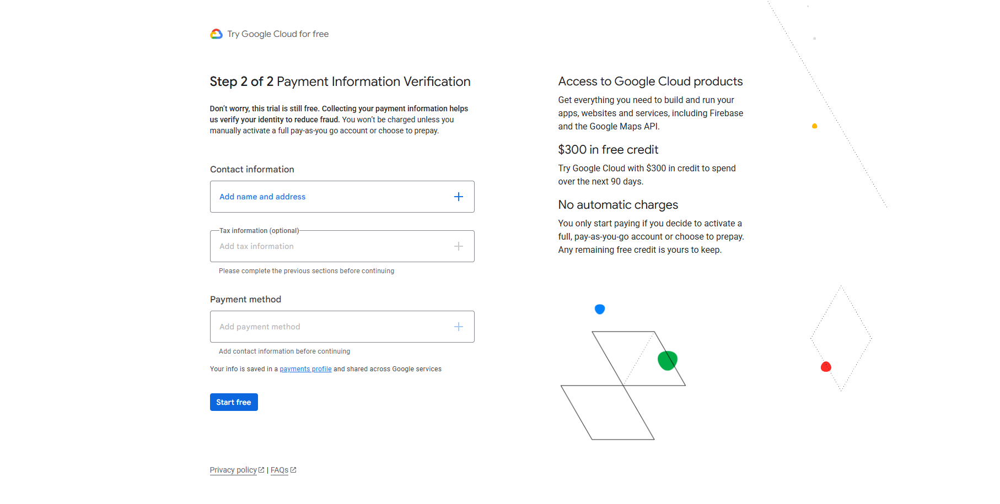 Try Google Cloud for free
Step 2 of 2 Payment Information Verification
Don't worry, this trial is still free. Collecting your payment information helps
us verify your identity to reduce fraud. You won't be charged unless you
manually activate a full pay-as-you go account or choose to prepay.
Contact information
Add name and address
Tax information (optional)
Add tax information
Please complete the previous sections before continuing
Payment method
Add payment method
Add contact information before continuing
Your info is saved in a payments profile and shared across Google services
Start free
Privacy policy | FAQs
Access to Google Cloud products
Get everything you need to build and run your
apps, websites and services, including Firebase
and the Google Maps API.
$300 in free credit
Try Google Cloud with $300 in credit to spend
over the next 90 days.
No automatic charges
You only start paying if you decide to activate a
full, pay-as-you-go account or choose to prepay.
Any remaining free credit is yours to keep.